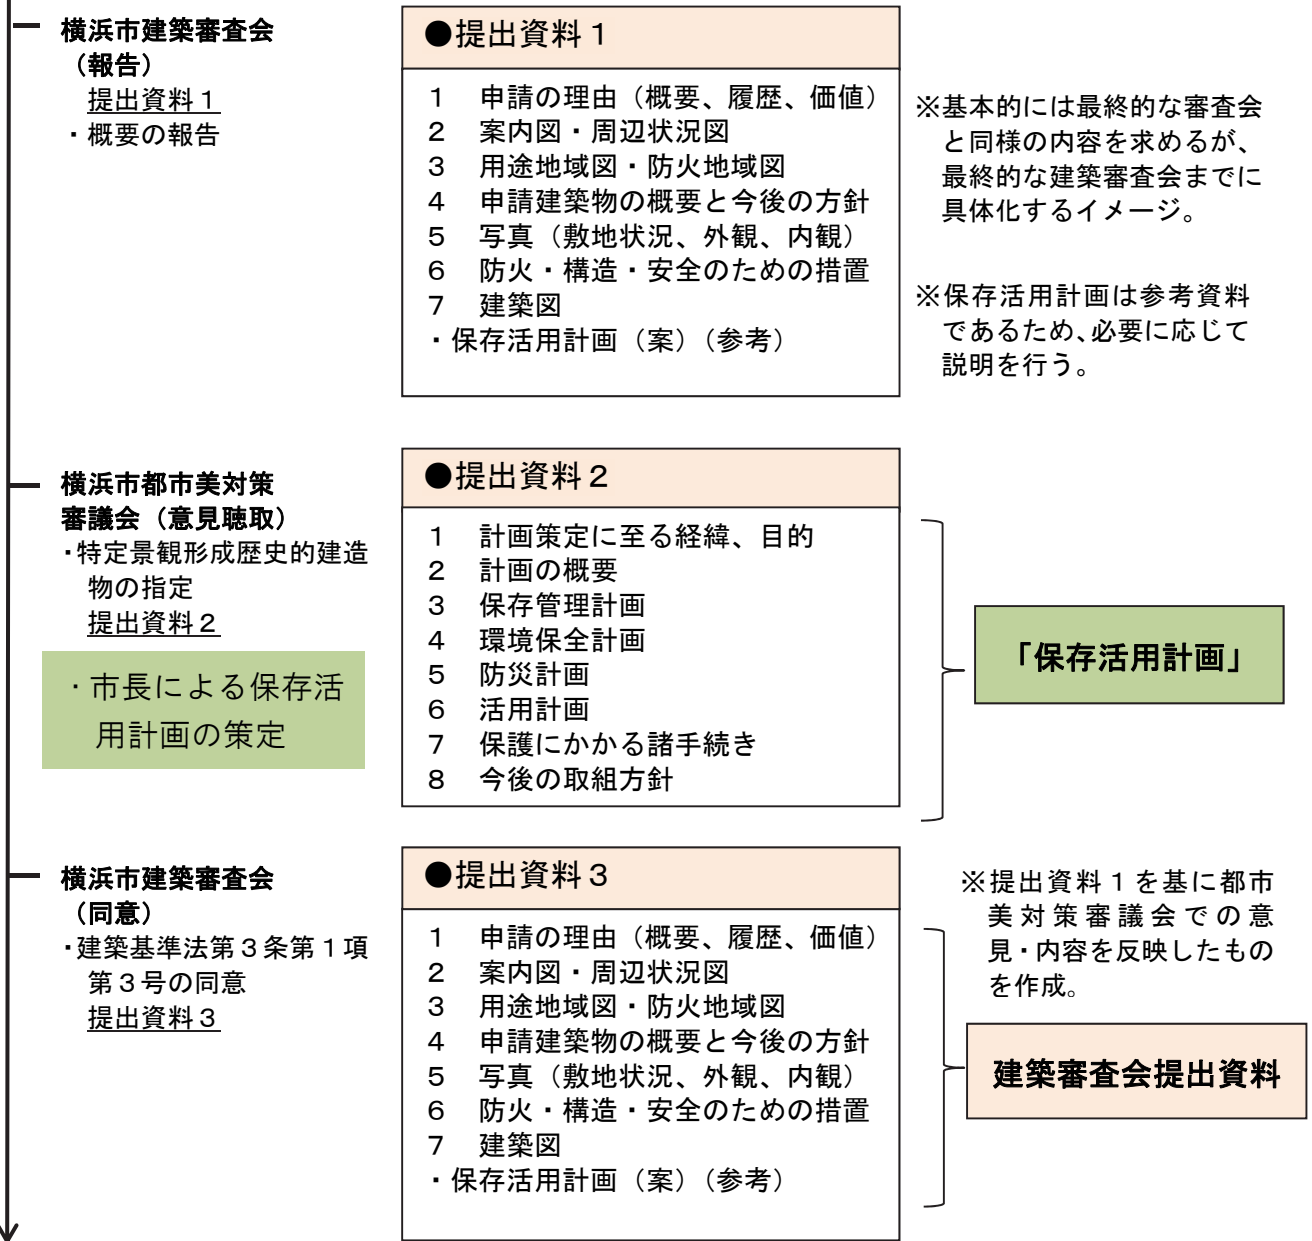 横浜市建築審査会
（報告）
提出資料１
・概要の報告
●提出資料１
１　申請の理由（概要、履歴、価値）
２　案内図・周辺状況図
３　用途地域図・防火地域図
４　申請建築物の概要と今後の方針
５　写真（敷地状況、外観、内観）
６　防火・構造・安全のための措置
７　建築図
・保存活用計画（案）（参考）
※基本的には最終的な審査会
と同様の内容を求めるが、
最終的な建築審査会までに
具体化するイメージ。
※保存活用計画は参考資料
であるため、必要に応じて
説明を行う。
横浜市都市美対策
審議会（意見聴取）
・特定景観形成歴史的建造
物の指定
提出資料２
・市長による保存活
用計画の策定
●提出資料２
１　計画策定に至る経緯、目的
２　計画の概要
３　保存管理計画
４　環境保全計画
５　防災計画
６　活用計画
７　保護にかかる諸手続き
８　今後の取組方針
「保存活用計画」
横浜市建築審査会
（同意）
・建築基準法第３条第１項
第３号の同意
提出資料３
●提出資料３
１　申請の理由（概要、履歴、価値）
２　案内図・周辺状況図
３　用途地域図・防火地域図
４　申請建築物の概要と今後の方針
５　写真（敷地状況、外観、内観）
６　防火・構造・安全のための措置
７　建築図
・保存活用計画（案）（参考）
※提出資料１を基に都市
美対策審議会での意
見・内容を反映したもの
を作成。
建築審査会提出資料